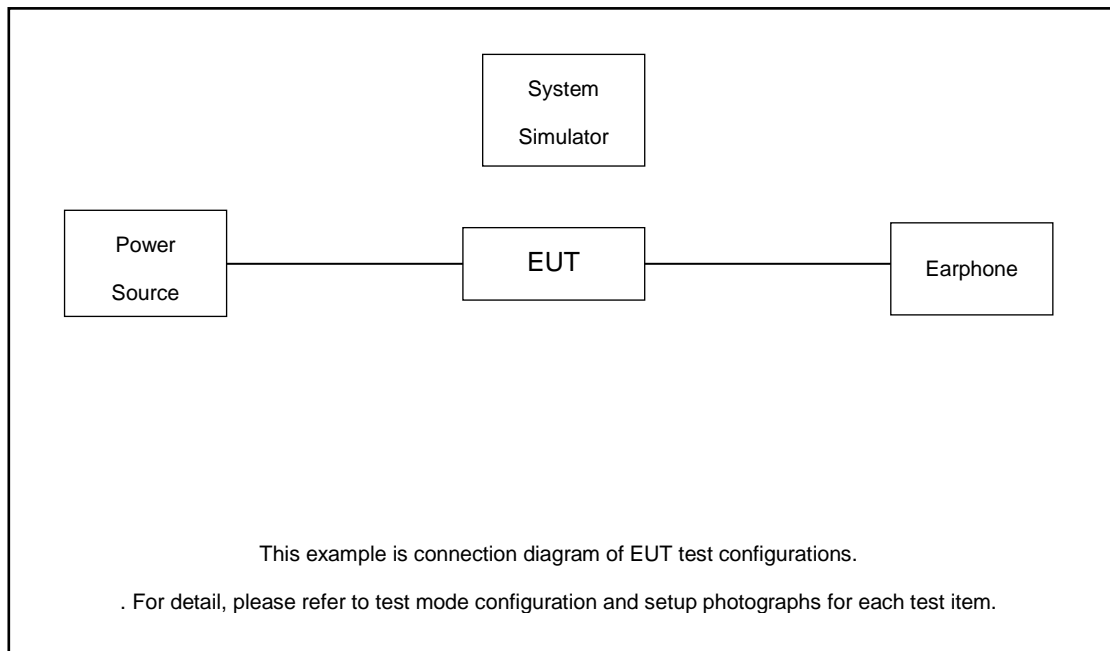 System
Simulator
Power
Source
EUT
Earphone
This example is connection diagram of EUT test configurations.
. For detail, please refer to test mode configuration and setup photographs for each test item.